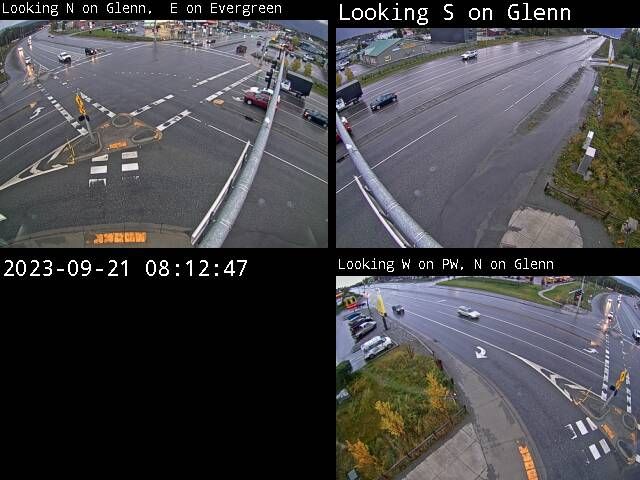 Looking N on Glenn, E on Evergreen
Looking S on Glenn
2023-09-21 08:12:47
Looking W on PW, N on Glenn